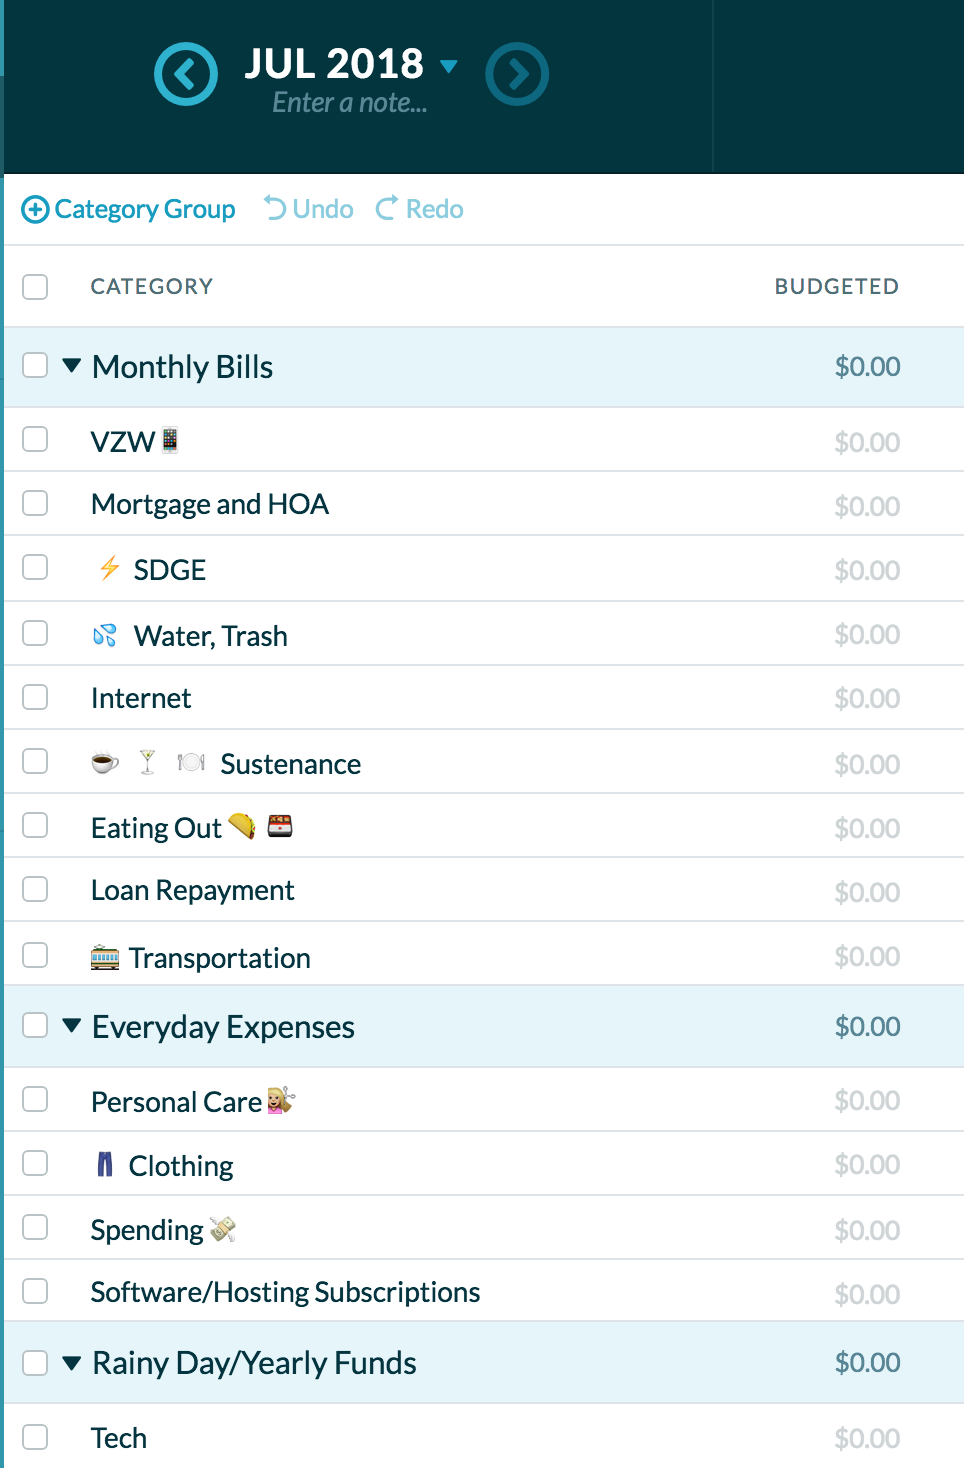 JUL 2018
Enter a note...
Category Group Undo Redo
CATEGORY BUDGETED
Monthly Bills $0.00
VZW📱 $0.00
Mortgage and HOA $0.00
⚡ SDGE $0.00
💦 Water, Trash $0.00
Internet $0.00
☕ 🍸 🍽 Sustenance $0.00
Eating Out 🌮 🍱 $0.00
Loan Repayment $0.00
🚋 Transportation $0.00
Everyday Expenses $0.00
Personal Care 💇🏼 $0.00
👖 Clothing $0.00
Spending 💸 $0.00
Software/Hosting Subscriptions $0.00
Rainy Day/Yearly Funds $0.00
Tech $0.00